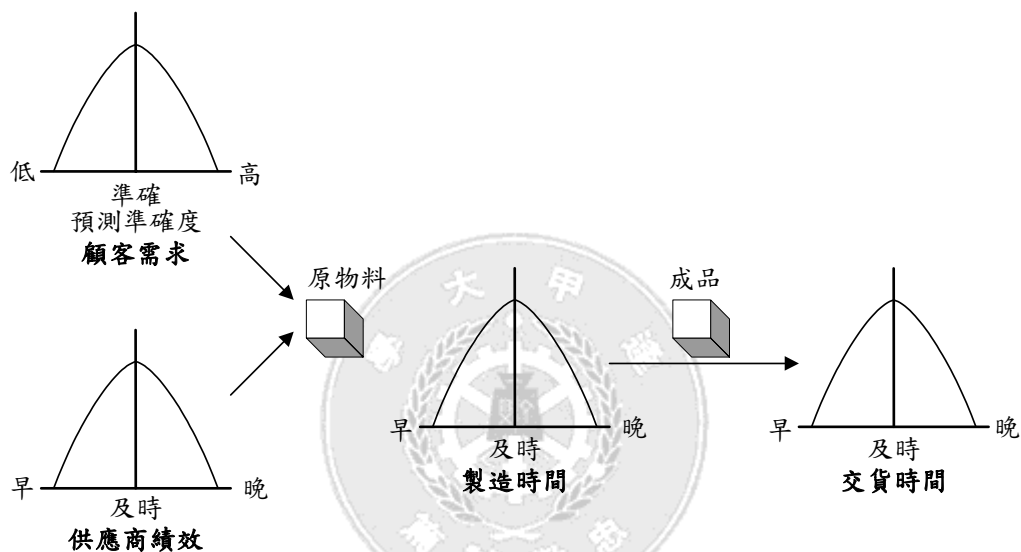 低
高
準確
預測準確度
顧客需求
原物料
成品
早
晚
及時
供應商績效
早
晚
及時
製造時間
早
晚
及時
交貨時間
大 甲